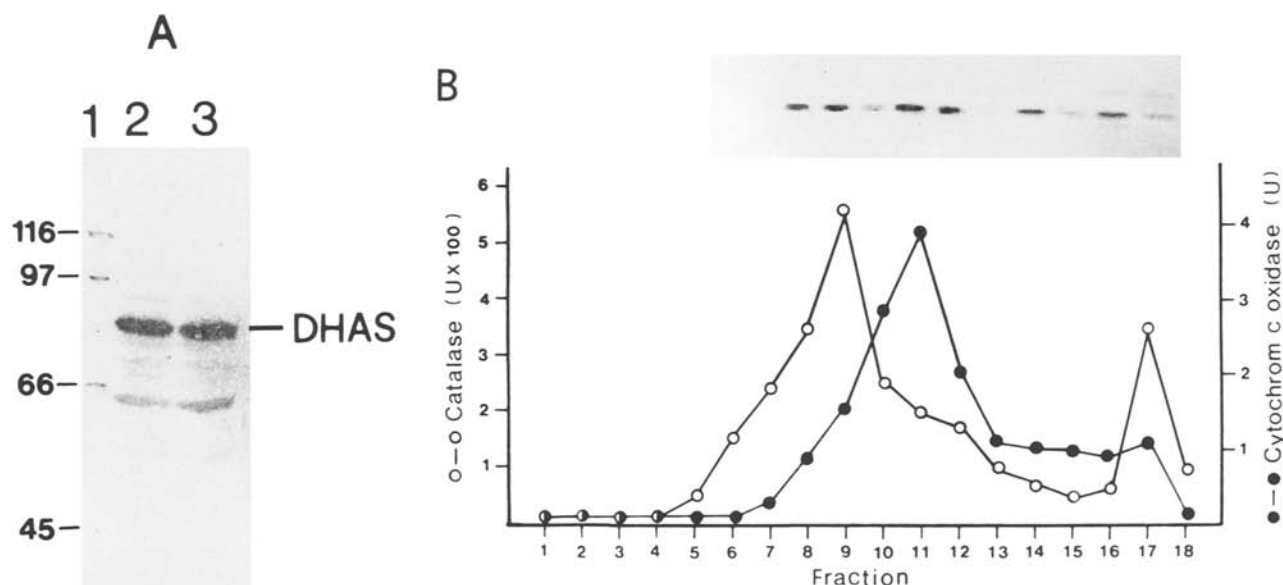 A
1 2 3
116
97
DHAS
66
45
B
o–o Catalase (U x 100)
6
5
4
3
2
1
1 2 3 4 5 6 7 8 9 10 11 12 13 14 15 16 17 18
Fraction
4
3
2
1
●–● Cytochrom c oxidase (U)